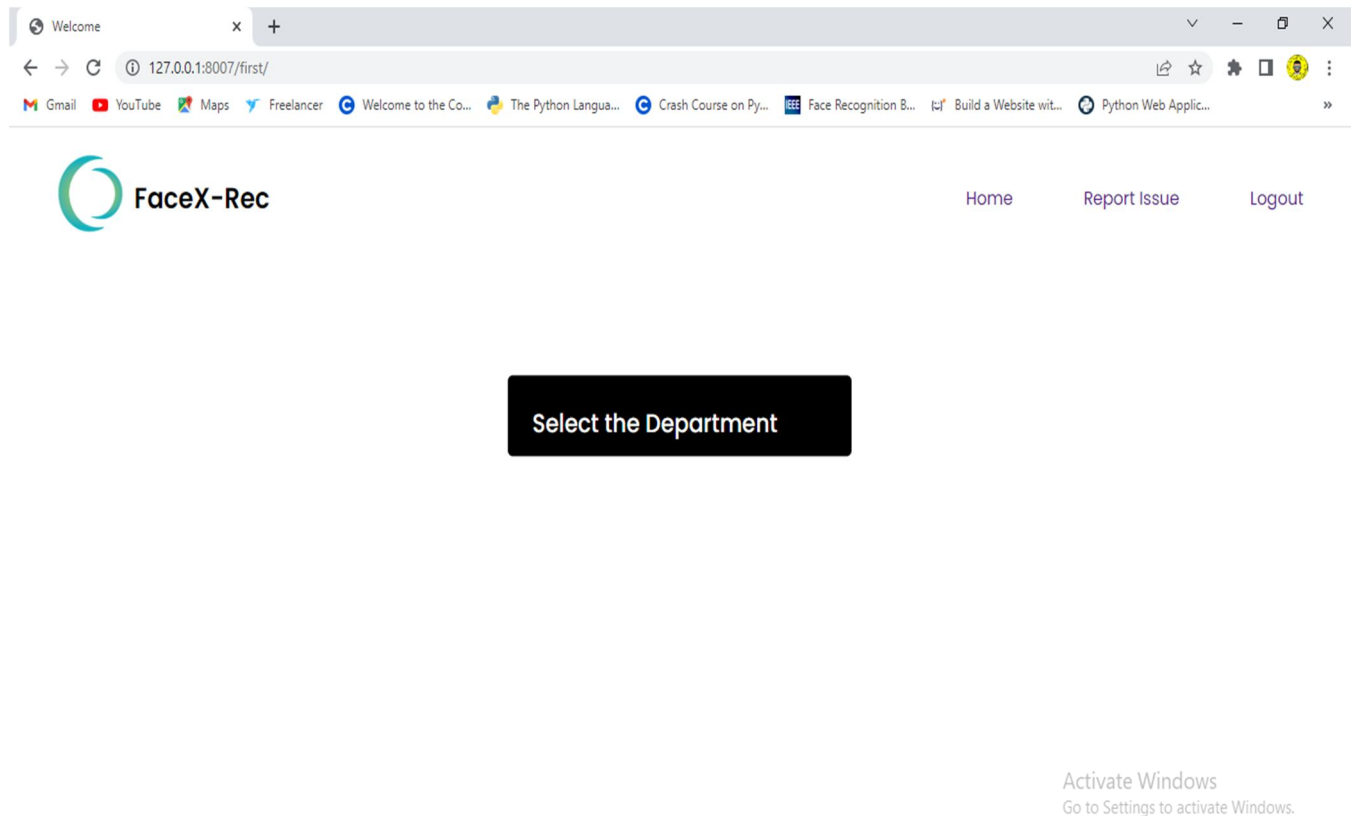 Welcome
127.0.0.1:8007/first/
Gmail YouTube Maps Freelancer Welcome to the Co... The Python Langua... Crash Course on Py... IEEE Face Recognition B... Build a Website wit... Python Web Applic...
FaceX-Rec Home Report Issue Logout
Select the Department
Activate Windows
Go to Settings to activate Windows.